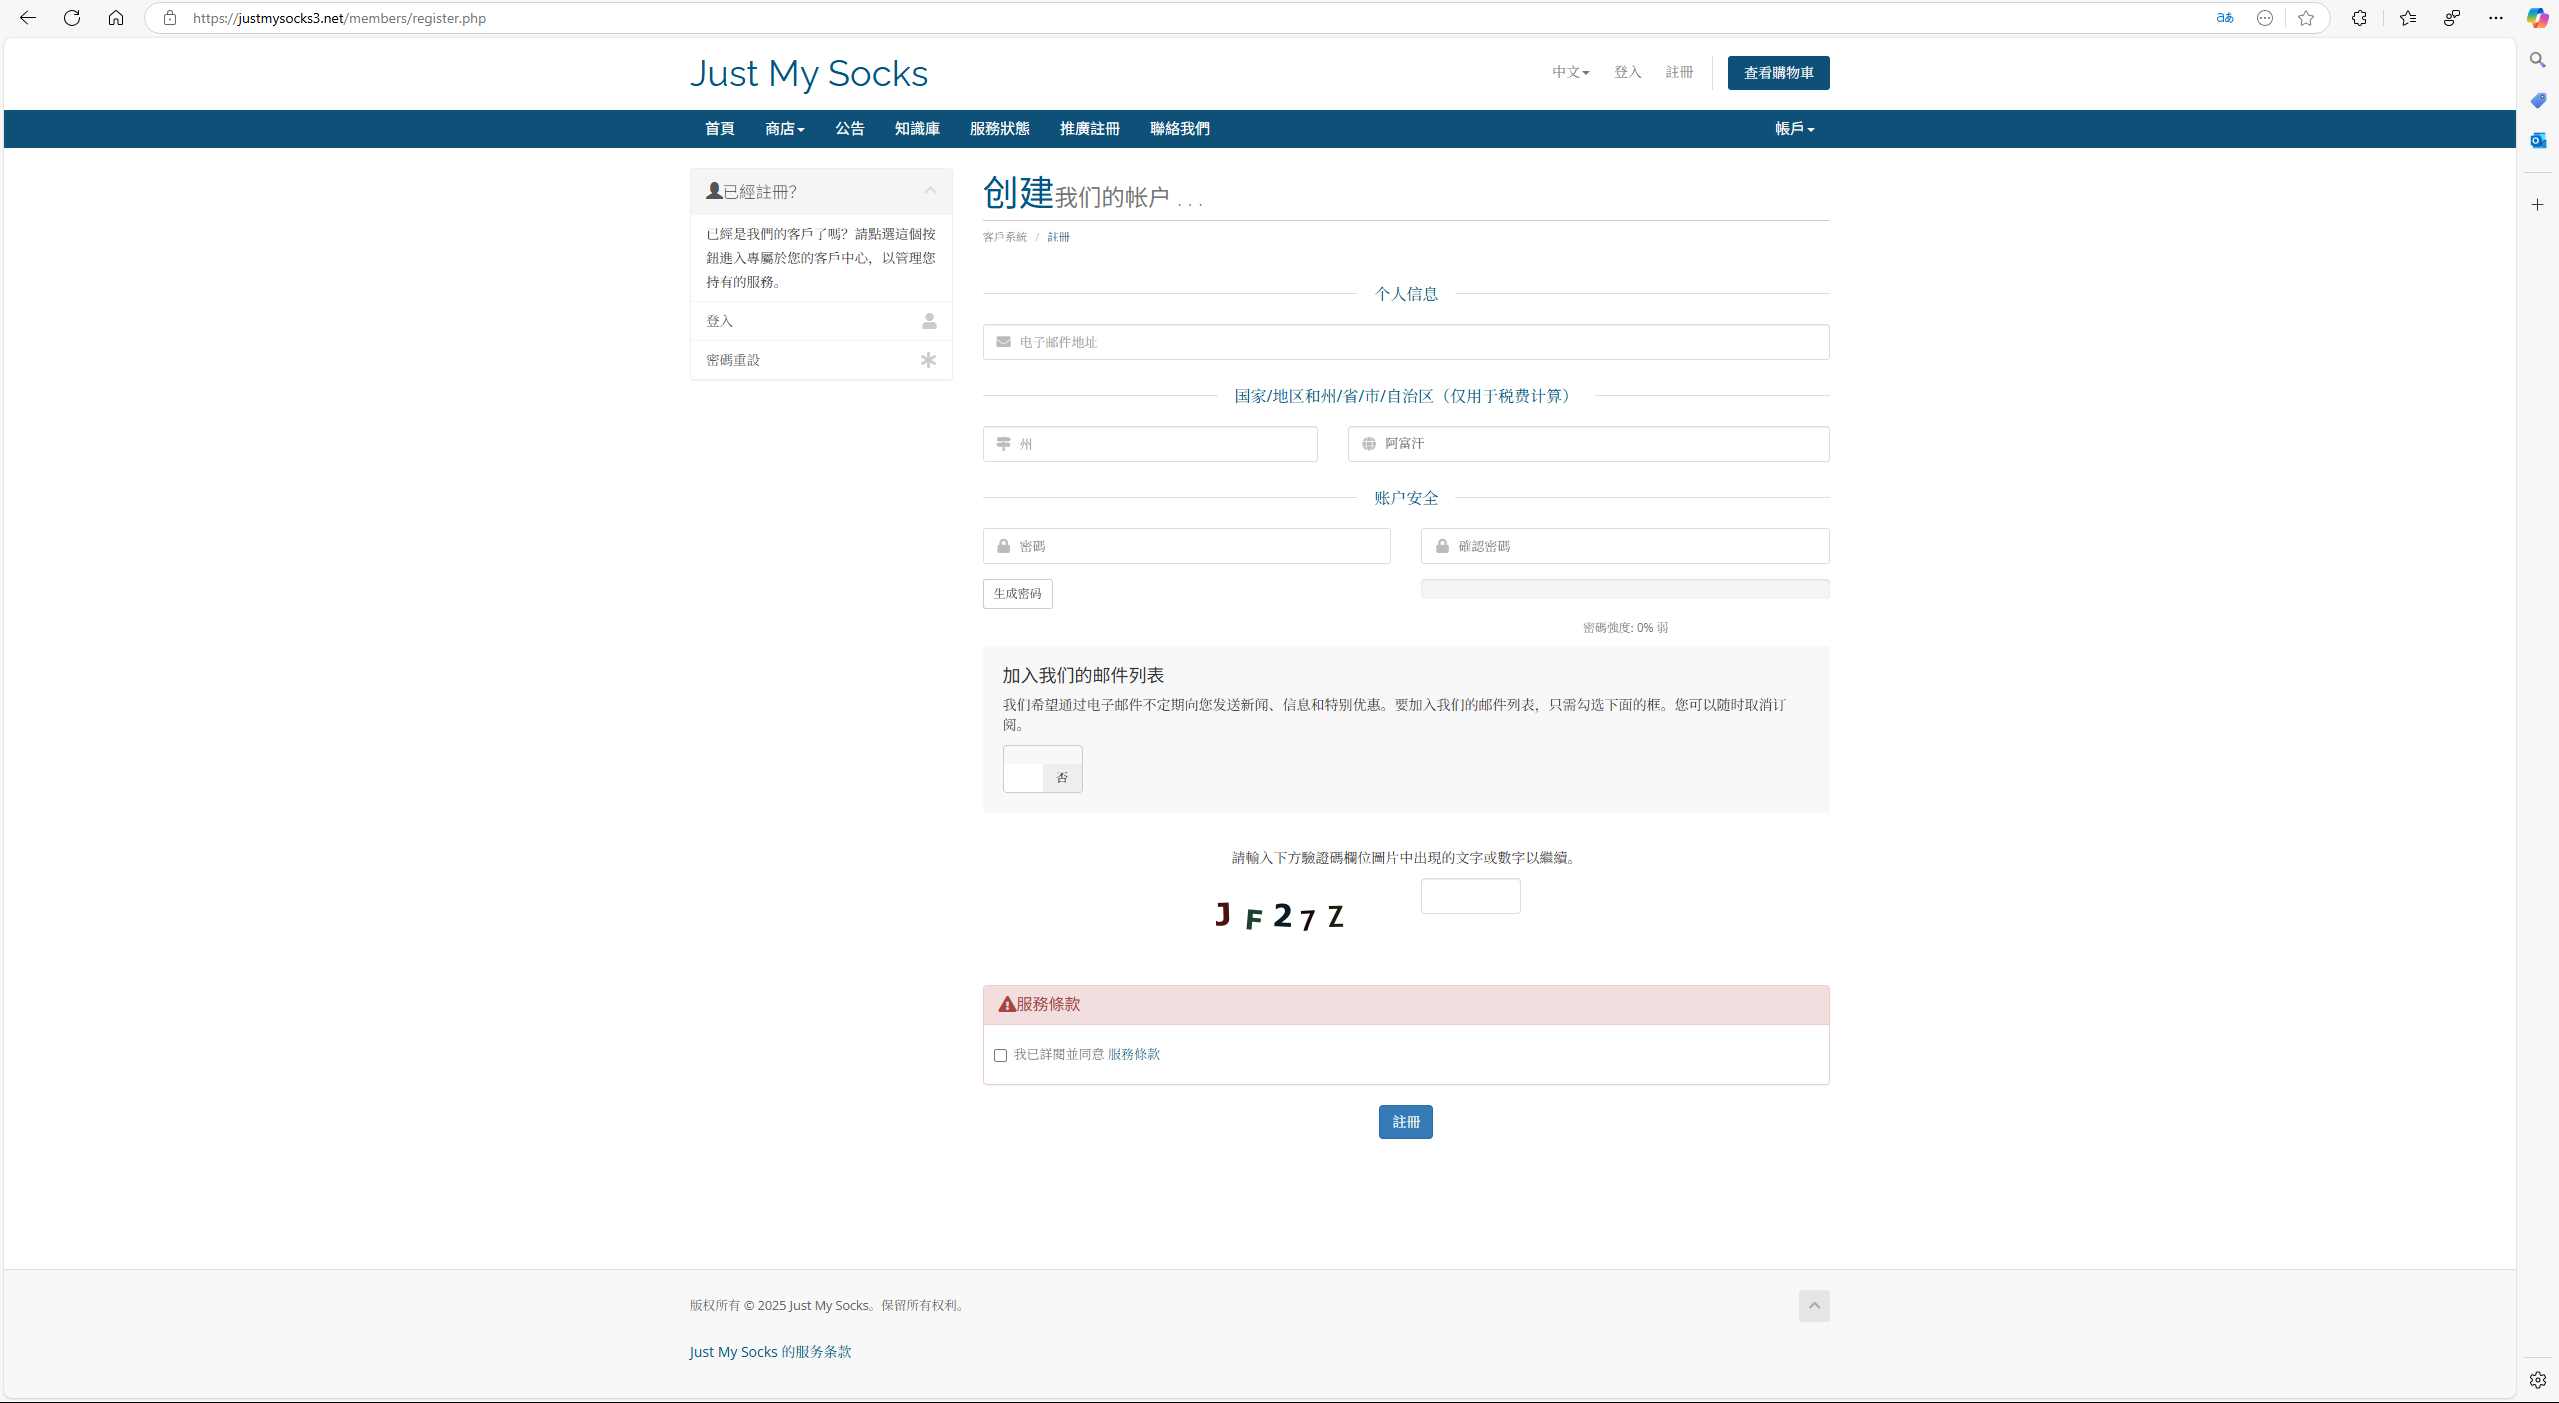 https://justmysocks3.net/members/register.php
Just My Socks
中文 登入 註冊 查看購物車
首頁 商店 公告 知識庫 服務狀態 推廣註冊 聯絡我們 帳戶
已經註冊？
已經是我們的客戶了嗎？請點選這個按
鈕進入專屬於您的客戶中心，以管理您
持有的服務。
登入
密碼重設
创建我们的帐户 . . .
客戶系統 / 註冊
个人信息
电子邮件地址
国家/地区和州/省/市/自治区（仅用于税费计算）
州 阿富汗
账户安全
密碼 確認密碼
生成密码
密碼強度: 0% 弱
加入我们的邮件列表
我们希望通过电子邮件不定期向您发送新闻、信息和特别优惠。要加入我们的邮件列表，只需勾选下面的框。您可以随时取消订
阅。
否
請輸入下方驗證碼欄位圖片中出現的文字或數字以繼續。
J F 2 7 Z
服務條款
我已詳閱並同意 服務條款
註冊
版权所有 © 2025 Just My Socks。保留所有权利。
Just My Socks 的服务条款